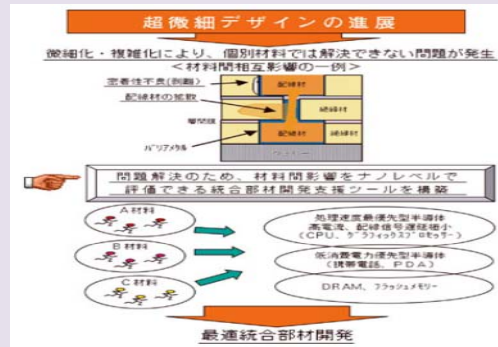 超微細デザインの進展
微細化・複雑化により、個別材料では解決できない問題が発生
＜材料間相互影響の一例＞
密着性不良(剥離)
配線材の拡散
層間膜
バリアメタル
配線材
絶縁材
配線材
問題解決のため、材料間影響をナノレベルで
評価できる統合部材開発支援ツールを構築
A材料
B材料
C材料
処理速度最優先型半導体
高電流、配線信号遅延極小
(CPU、グラフィックスプロセッサー)
低消費電力優先型半導体
(携帯電話、PDA)
DRAM、フラッシュメモリー
最適統合部材開発